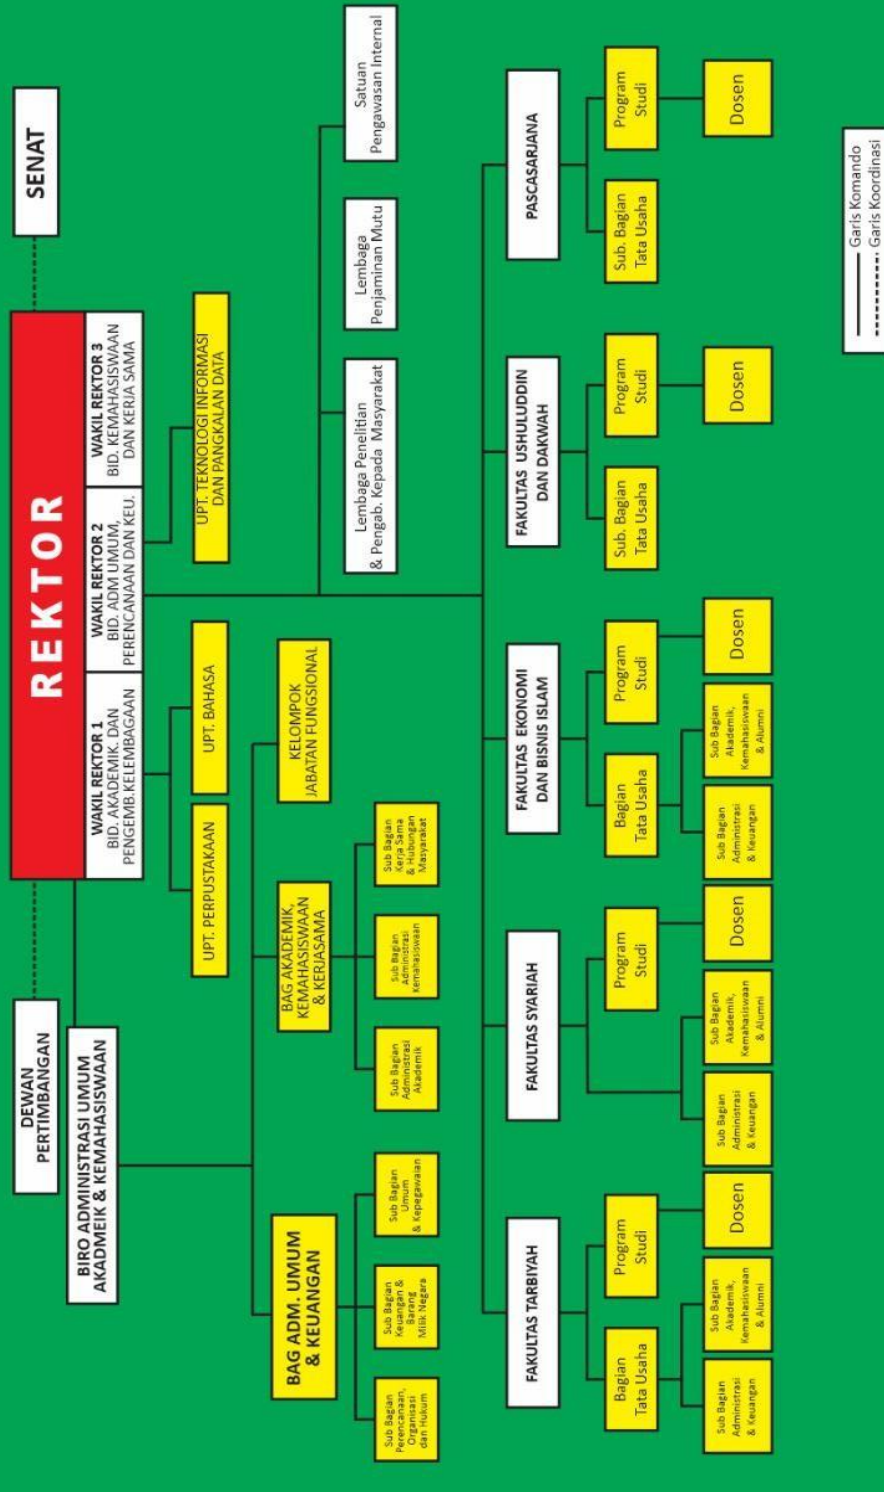 REKTOR
SENAT
DEWAN
PERTIMBANGAN
WAKIL REKTOR 1
BID. AKADEMIK. DAN
PENGEMB.KELEMBAGAAN
WAKIL REKTOR 2
BID. ADM UMUM,
PERENCANAAN DAN KEU.
WAKIL REKTOR 3
BID. KEMAHASISWAAN
DAN KERJA SAMA
BIRO ADMINISTRASI UMUM
AKADMEIK & KEMAHASISWAAN
UPT. PERPUSTAKAAN
UPT. BAHASA
UPT. TEKNOLOGI INFORMASI
DAN PANGKALAN DATA
BAG ADM. UMUM
& KEUANGAN
BAG AKADEMIK,
KEMAHASISWAAN
& KERJASAMA
KELOMPOK
JABATAN FUNGSIONAL
Lembaga Penelitian
& Pengab. Kepada Masyarakat
Lembaga
Penjaminan Mutu
Satuan
Pengawasan Internal
Sub Bagian
Perencanaan,
Organisasi
dan Hukum
Sub Bagian
Keuangan &
Barang
Milik Negara
Sub Bagian
Umum
& Kepegawaian
Sub Bagian
Administrasi
Akademik
Sub Bagian
Administrasi
Kemahasiswaan
Sub Bagian
Kerja Sama
& Hubungan
Masyarakat
FAKULTAS TARBIYAH
FAKULTAS SYARIAH
FAKULTAS EKONOMI
DAN BISNIS ISLAM
FAKULTAS USHULUDDIN
DAN DAKWAH
PASCASARJANA
Bagian
Tata Usaha
Program
Studi
Program
Studi
Bagian
Tata Usaha
Program
Studi
Sub. Bagian
Tata Usaha
Program
Studi
Sub. Bagian
Tata Usaha
Program
Studi
Sub Bagian
Administrasi
& Keuangan
Sub Bagian
Akademik,
Kemahasiswaan
& Alumni
Dosen
Sub Bagian
Administrasi
& Keuangan
Sub Bagian
Akademik,
Kemahasiswaan
& Alumni
Dosen
Sub Bagian
Administrasi
& Keuangan
Sub Bagian
Akademik,
Kemahasiswaan
& Alumni
Dosen
Dosen
Dosen
Garis Komando
Garis Koordinasi